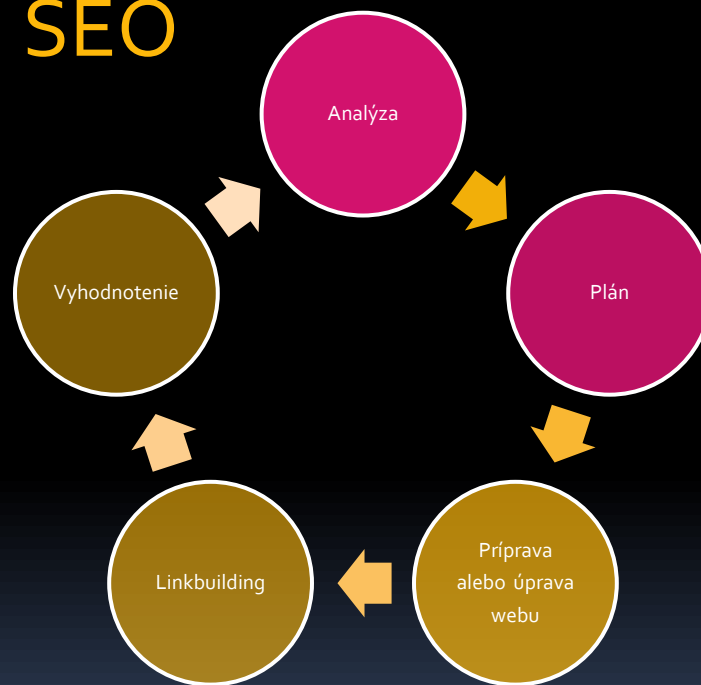 SEO
Analýza
Plán
Príprava
alebo úprava
webu
Linkbuilding
Vyhodnotenie